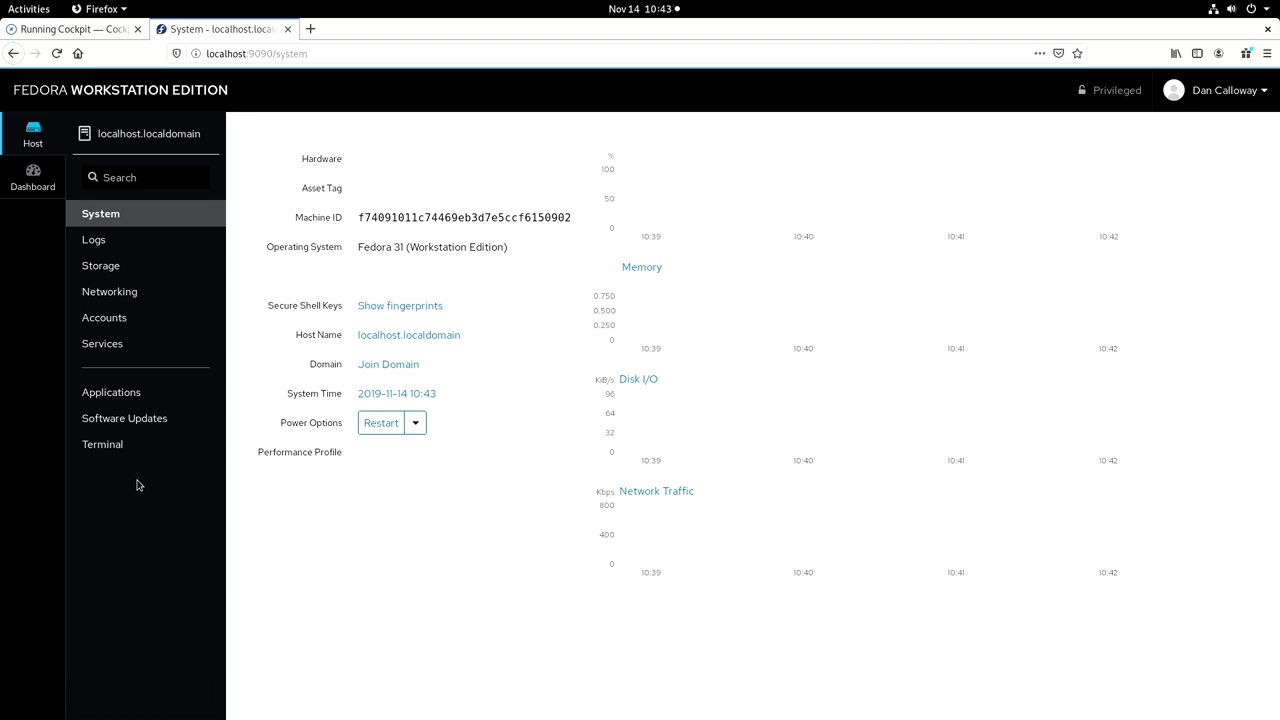 Activities
Firefox
Nov 14 10:43
Running Cockpit — Cock
System - localhost.local
localhost:9090/system
FEDORA WORKSTATION EDITION
Privileged
Dan Calloway
Host
Dashboard
localhost.localdomain
Search
System
Logs
Storage
Networking
Accounts
Services
Applications
Software Updates
Terminal
Hardware
Asset Tag
Machine ID f74091011c74469eb3d7e5ccf6150902
Operating System Fedora 31 (Workstation Edition)
Secure Shell Keys Show fingerprints
Host Name localhost.localdomain
Domain Join Domain
System Time 2019-11-14 10:43
Power Options Restart
Performance Profile
%
100
50
0
10:39 10:40 10:41 10:42
Memory
0.750
0.500
0.250
0
10:39 10:40 10:41 10:42
KiB/s Disk I/O
96
64
32
0
10:39 10:40 10:41 10:42
Kbps Network Traffic
800
400
0
10:39 10:40 10:41 10:42